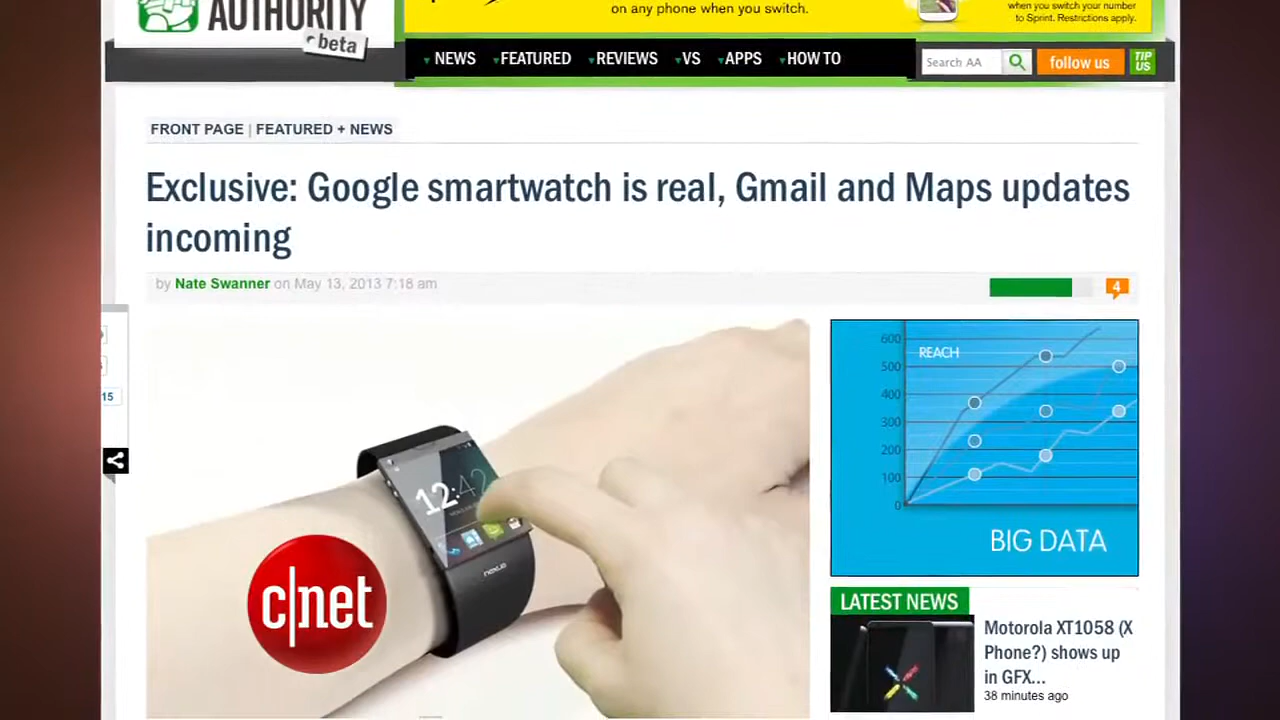 AUTHORITY
beta
on any phone when you switch.
when you switch your number
to Sprint. Restrictions apply.
NEWS
FEATURED
REVIEWS
VS
APPS
HOW TO
Search AA
follow us
TIP
US
FRONT PAGE | FEATURED + NEWS
Exclusive: Google smartwatch is real, Gmail and Maps updates
incoming
by Nate Swanner on May 13, 2013 7:18 am
4
15
REACH
600
500
400
300
200
100
0
BIG DATA
12:42
nexus
c|net
LATEST NEWS
Motorola XT1058 (X
Phone?) shows up
in GFX...
38 minutes ago